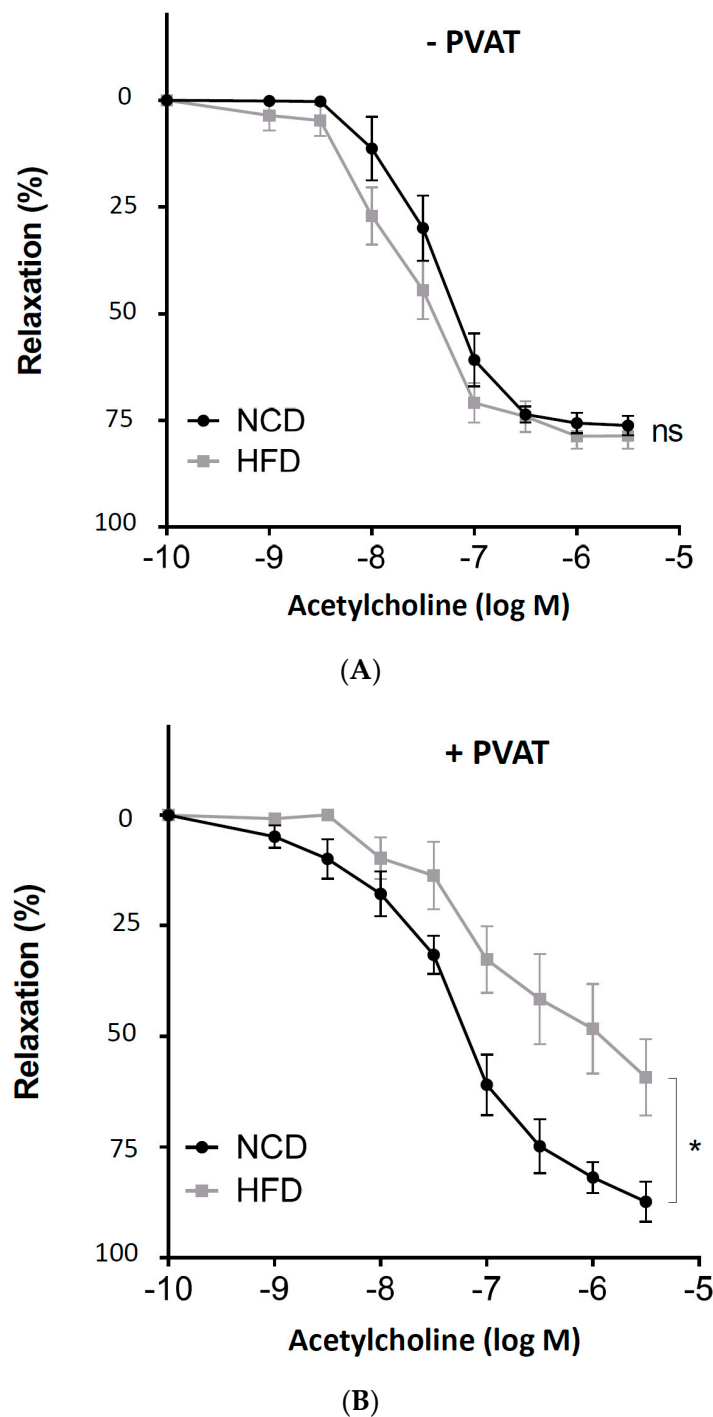 - PVAT
0
25
50
75
100
Relaxation (%)
NCD
HFD
ns
-10 -9 -8 -7 -6 -5
Acetylcholine (log M)
(A)
+ PVAT
0
25
50
75
100
Relaxation (%)
NCD
HFD
*
-10 -9 -8 -7 -6 -5
Acetylcholine (log M)
(B)